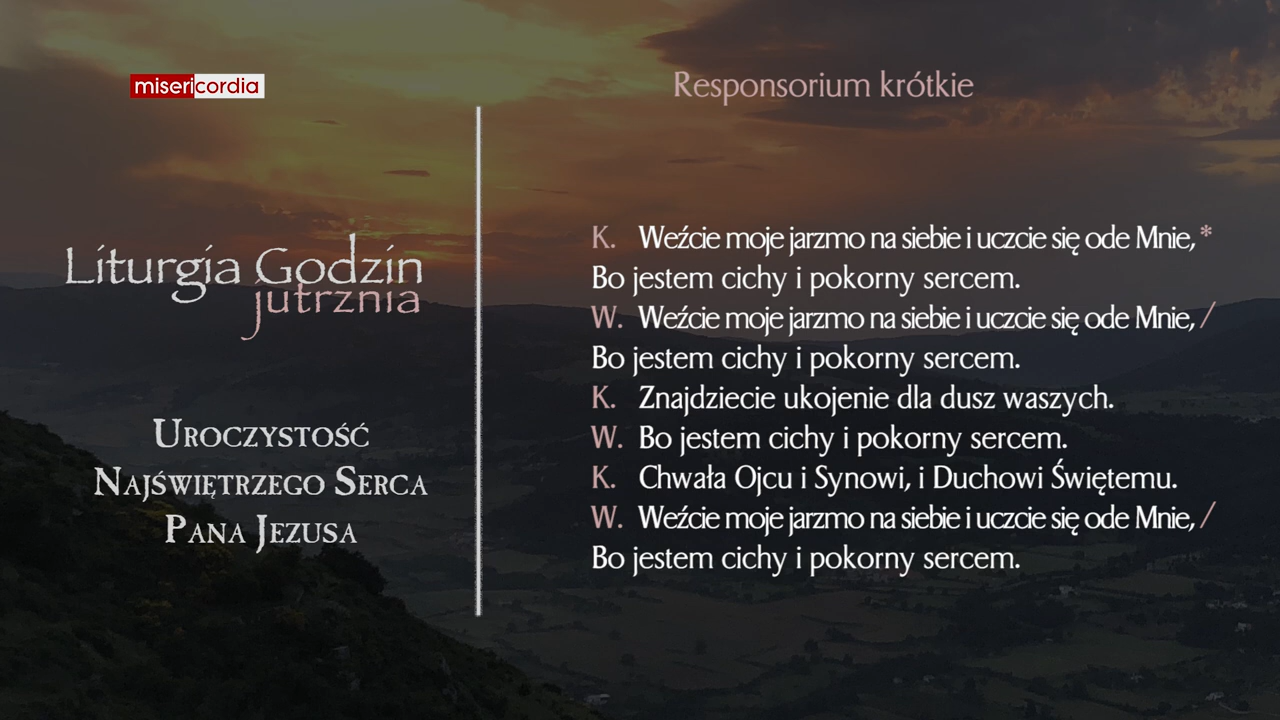 misericordia
Liturgia Godzin
jutrznia
Uroczystość
Najświętrzego Serca
Pana Jezusa
Responsorium krótkie
K. Weźcie moje jarzmo na siebie i uczcie się ode Mnie, *
Bo jestem cichy i pokorny sercem.
W. Weźcie moje jarzmo na siebie i uczcie się ode Mnie, /
Bo jestem cichy i pokorny sercem.
K. Znajdziecie ukojenie dla dusz waszych.
W. Bo jestem cichy i pokorny sercem.
K. Chwała Ojcu i Synowi, i Duchowi Świętemu.
W. Weźcie moje jarzmo na siebie i uczcie się ode Mnie, /
Bo jestem cichy i pokorny sercem.